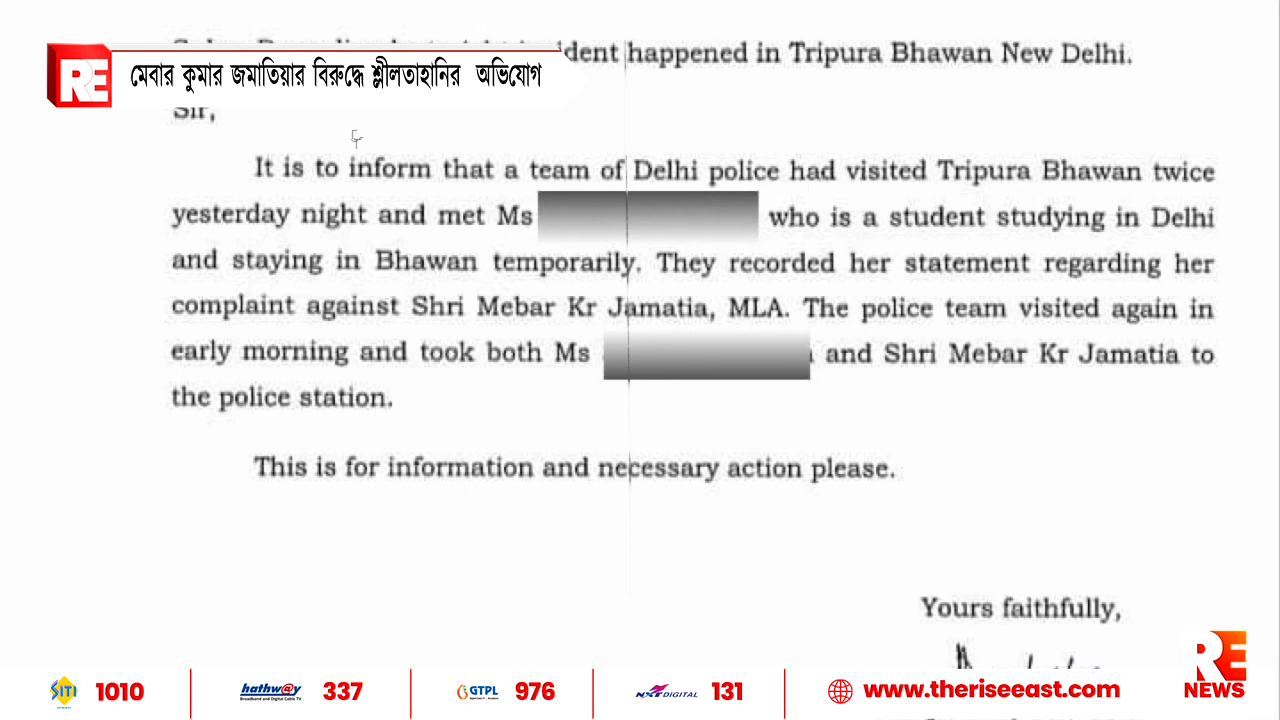 dent happened in Tripura Bhawan New Delhi.
RE মেবার কুমার জমাতিয়ার বিরুদ্ধে শ্লীলতাহানির অভিযোগ
Sir,
It is to inform that a team of Delhi police had visited Tripura Bhawan twice
yesterday night and met Ms who is a student studying in Delhi
and staying in Bhawan temporarily. They recorded her statement regarding her
complaint against Shri Mebar Kr Jamatia, MLA. The police team visited again in
early morning and took both Ms and Shri Mebar Kr Jamatia to
the police station.
This is for information and necessary action please.
Yours faithfully,
RE
NEWS
SITI 1010
hathway 337
GTPL 976
NXT DIGITAL 131
www.theriseeast.com